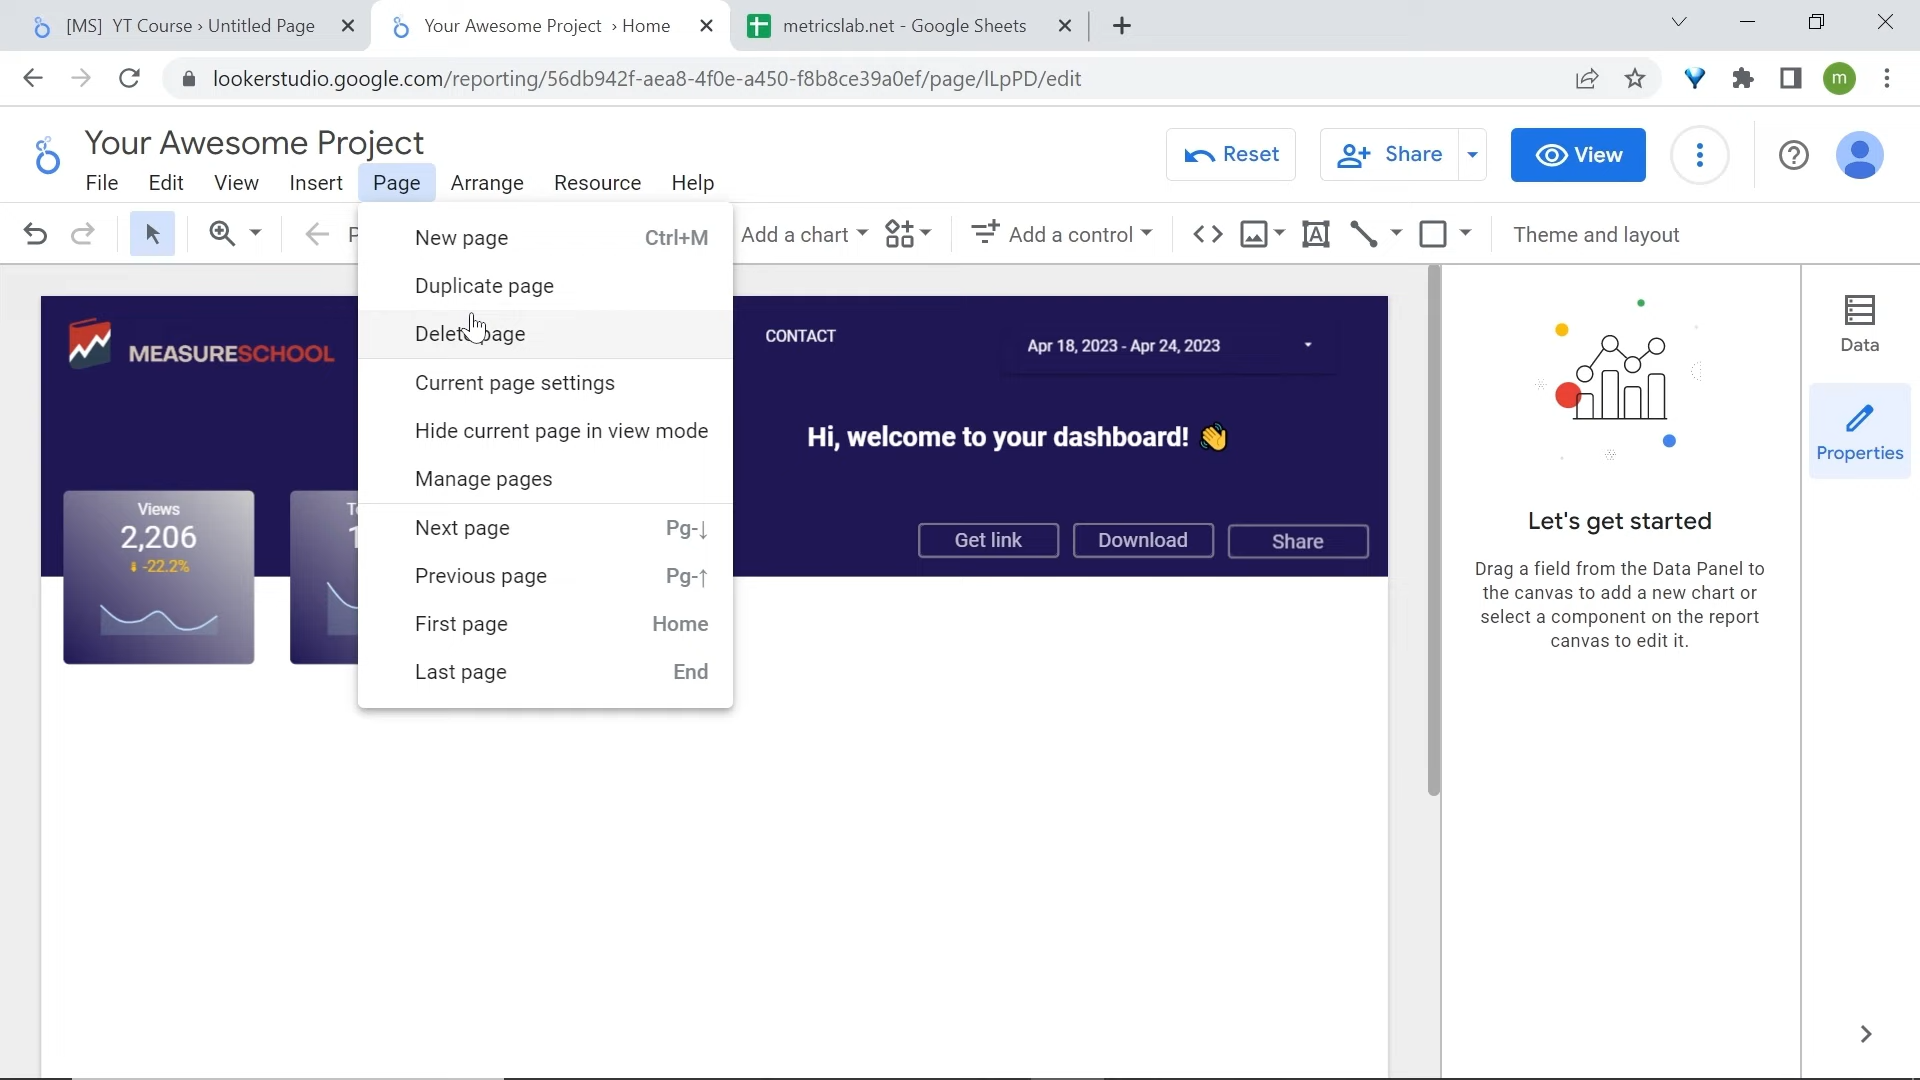 [MS] YT Course › Untitled Page
Your Awesome Project › Home
metricslab.net - Google Sheets
lookerstudio.google.com/reporting/56db942f-aea8-4f0e-a450-f8b8ce39a0ef/page/lLpPD/edit
m
Your Awesome Project
Reset
Share
View
File Edit View Insert Page Arrange Resource Help
Add a chart
Add a control
A
Theme and layout
New page Ctrl+M
Duplicate page
Delete page
Current page settings
Hide current page in view mode
Manage pages
Next page Pg-↓
Previous page Pg-↑
First page Home
Last page End
MEASURESCHOOL
CONTACT
Apr 18, 2023 - Apr 24, 2023
Hi, welcome to your dashboard! 👋
Views
2,206
-22.2%
Get link
Download
Share
Let's get started
Drag a field from the Data Panel to
the canvas to add a new chart or
select a component on the report
canvas to edit it.
Data
Properties